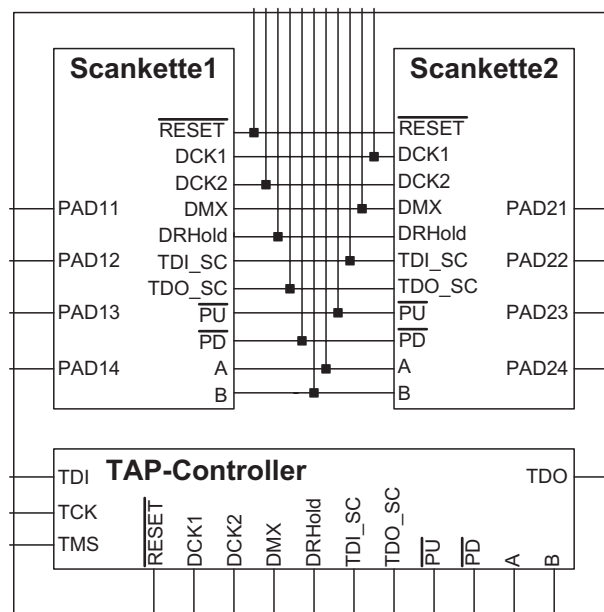 Scankette1
RESET
DCK1
DCK2
PAD11
DMX
DRHold
PAD12
TDI_SC
TDO_SC
PAD13
PU
PD
PAD14
A
B
Scankette2
RESET
DCK1
DCK2
DMX
PAD21
DRHold
TDI_SC
PAD22
TDO_SC
PU
PAD23
PD
A
PAD24
B
TAP-Controller
TDI
TDO
TCK
TMS
RESET
DCK1
DCK2
DMX
DRHold
TDI_SC
TDO_SC
PU
PD
A
B